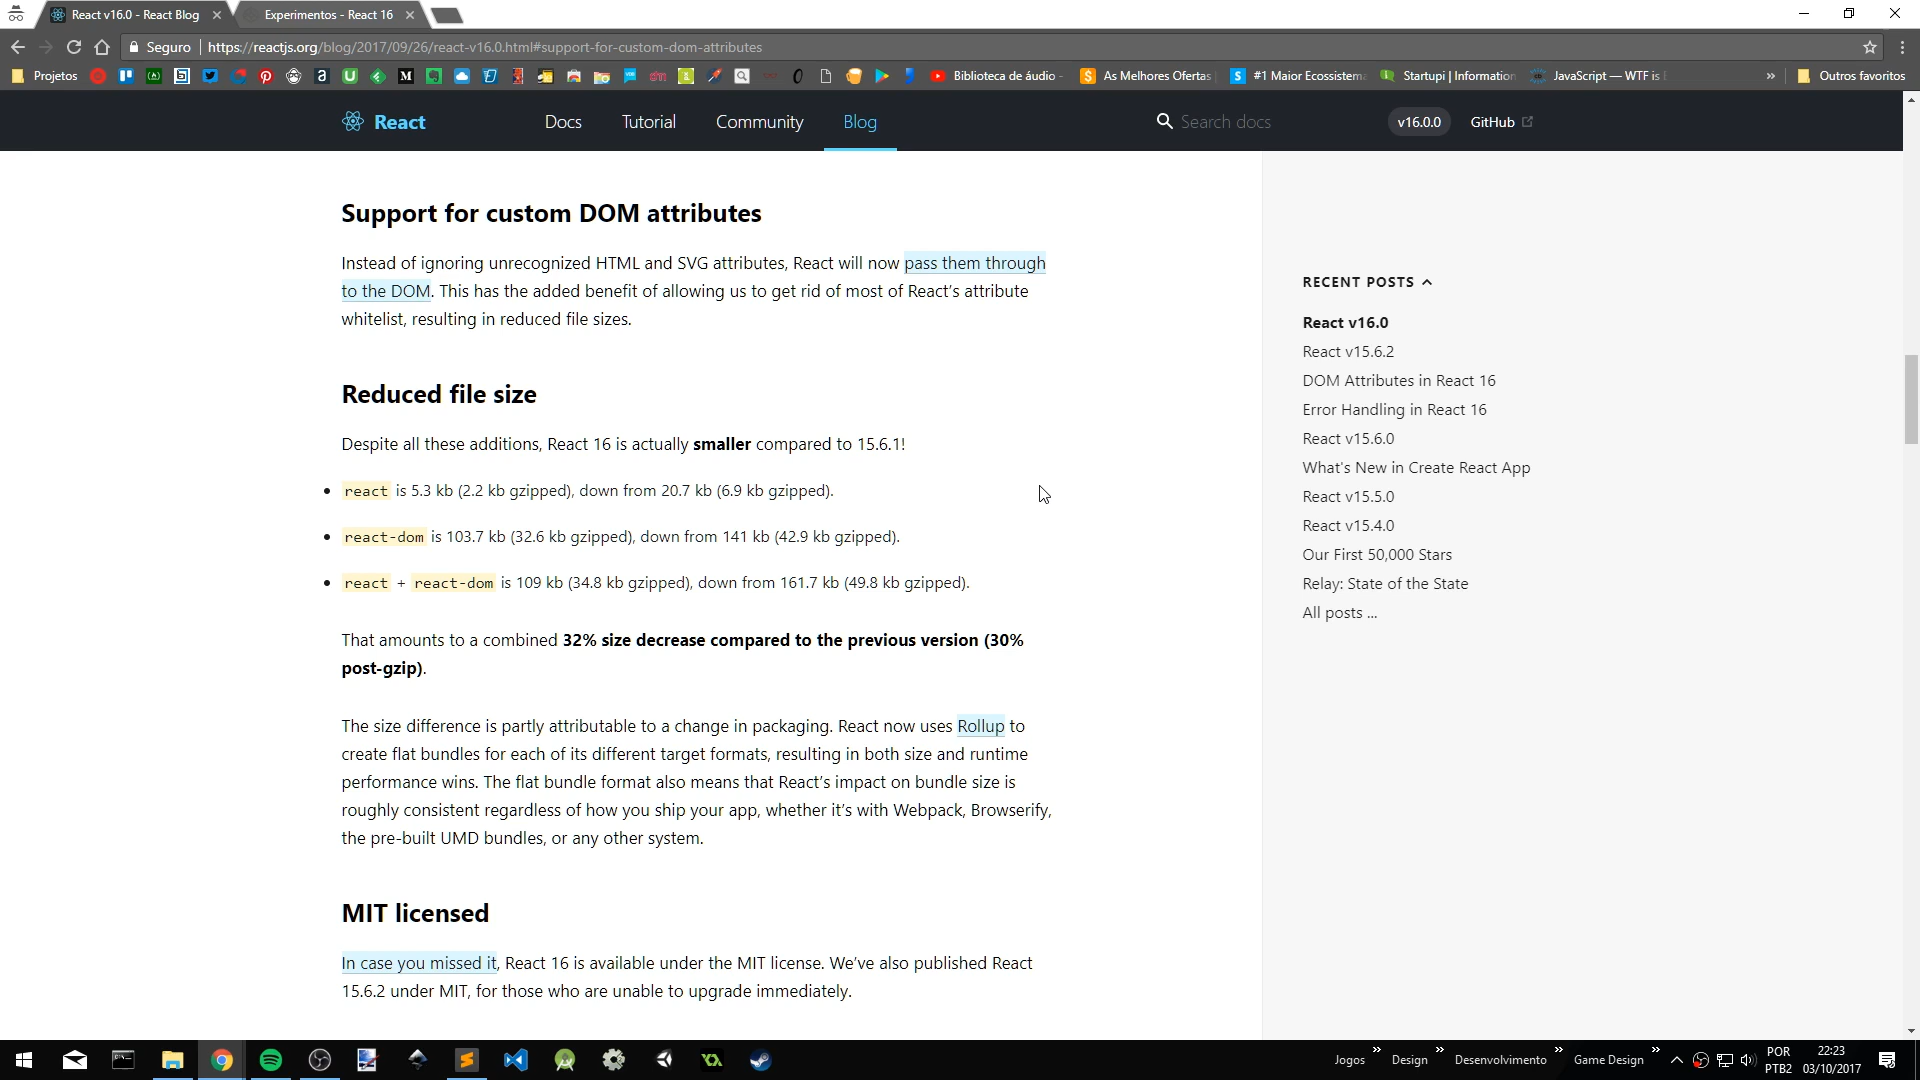 React v16.0 - React Blog
Experimentos - React 16
Seguro
https://reactjs.org/blog/2017/09/26/react-v16.0.html#support-for-custom-dom-attributes
Projetos
Biblioteca de áudio -
As Melhores Ofertas
#1 Maior Ecossistema
Startupi | Information
JavaScript — WTF is
»
Outros favoritos
React
Docs
Tutorial
Community
Blog
Search docs
v16.0.0
GitHub
Support for custom DOM attributes
Instead of ignoring unrecognized HTML and SVG attributes, React will now pass them through
to the DOM. This has the added benefit of allowing us to get rid of most of React’s attribute
whitelist, resulting in reduced file sizes.
Reduced file size
Despite all these additions, React 16 is actually smaller compared to 15.6.1!
• react is 5.3 kb (2.2 kb gzipped), down from 20.7 kb (6.9 kb gzipped).
• react-dom is 103.7 kb (32.6 kb gzipped), down from 141 kb (42.9 kb gzipped).
• react + react-dom is 109 kb (34.8 kb gzipped), down from 161.7 kb (49.8 kb gzipped).
That amounts to a combined 32% size decrease compared to the previous version (30%
post-gzip).
The size difference is partly attributable to a change in packaging. React now uses Rollup to
create flat bundles for each of its different target formats, resulting in both size and runtime
performance wins. The flat bundle format also means that React’s impact on bundle size is
roughly consistent regardless of how you ship your app, whether it’s with Webpack, Browserify,
the pre-built UMD bundles, or any other system.
MIT licensed
In case you missed it, React 16 is available under the MIT license. We’ve also published React
15.6.2 under MIT, for those who are unable to upgrade immediately.
RECENT POSTS
React v16.0
React v15.6.2
DOM Attributes in React 16
Error Handling in React 16
React v15.6.0
What's New in Create React App
React v15.5.0
React v15.4.0
Our First 50,000 Stars
Relay: State of the State
All posts ...
Jogos »
Design »
Desenvolvimento »
Game Design »
POR
PTB2
22:23
03/10/2017